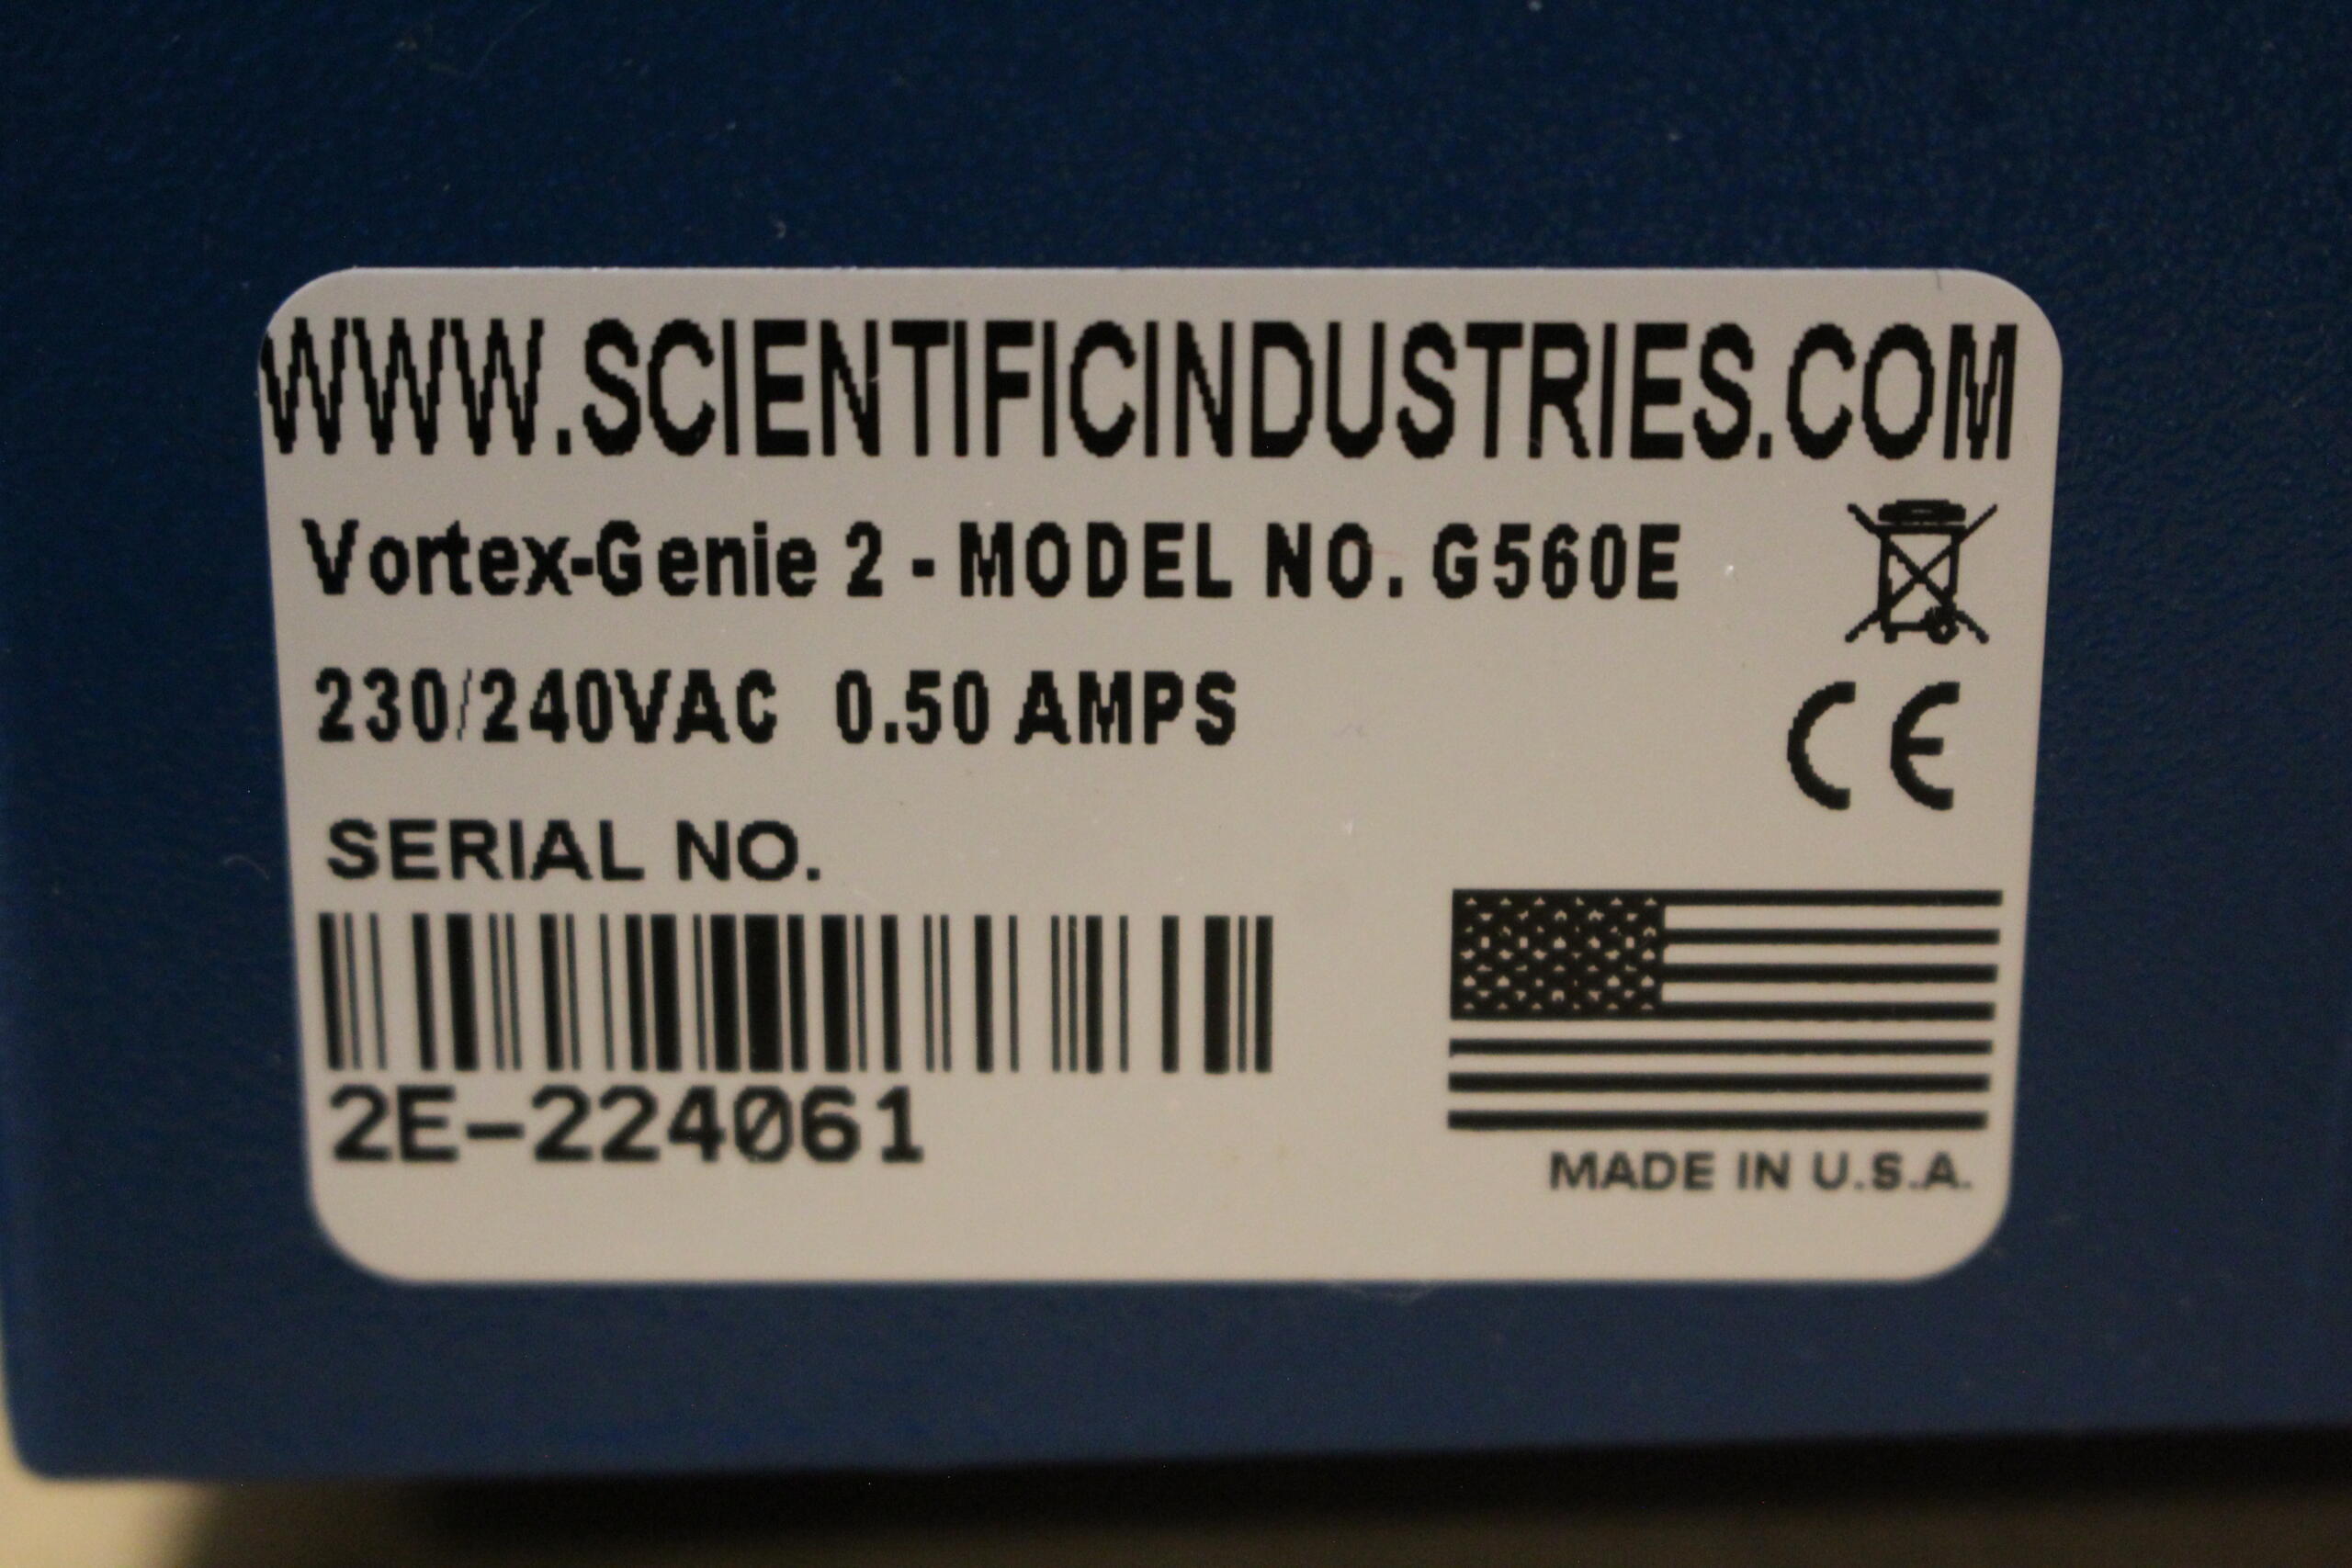 WWW.SCIENTIFICINDUSTRIES.COM
Vortex-Genie 2 - MODEL NO. G560E
230/240VAC 0.50 AMPS
CE
SERIAL NO.
2E-224061
MADE IN U.S.A.